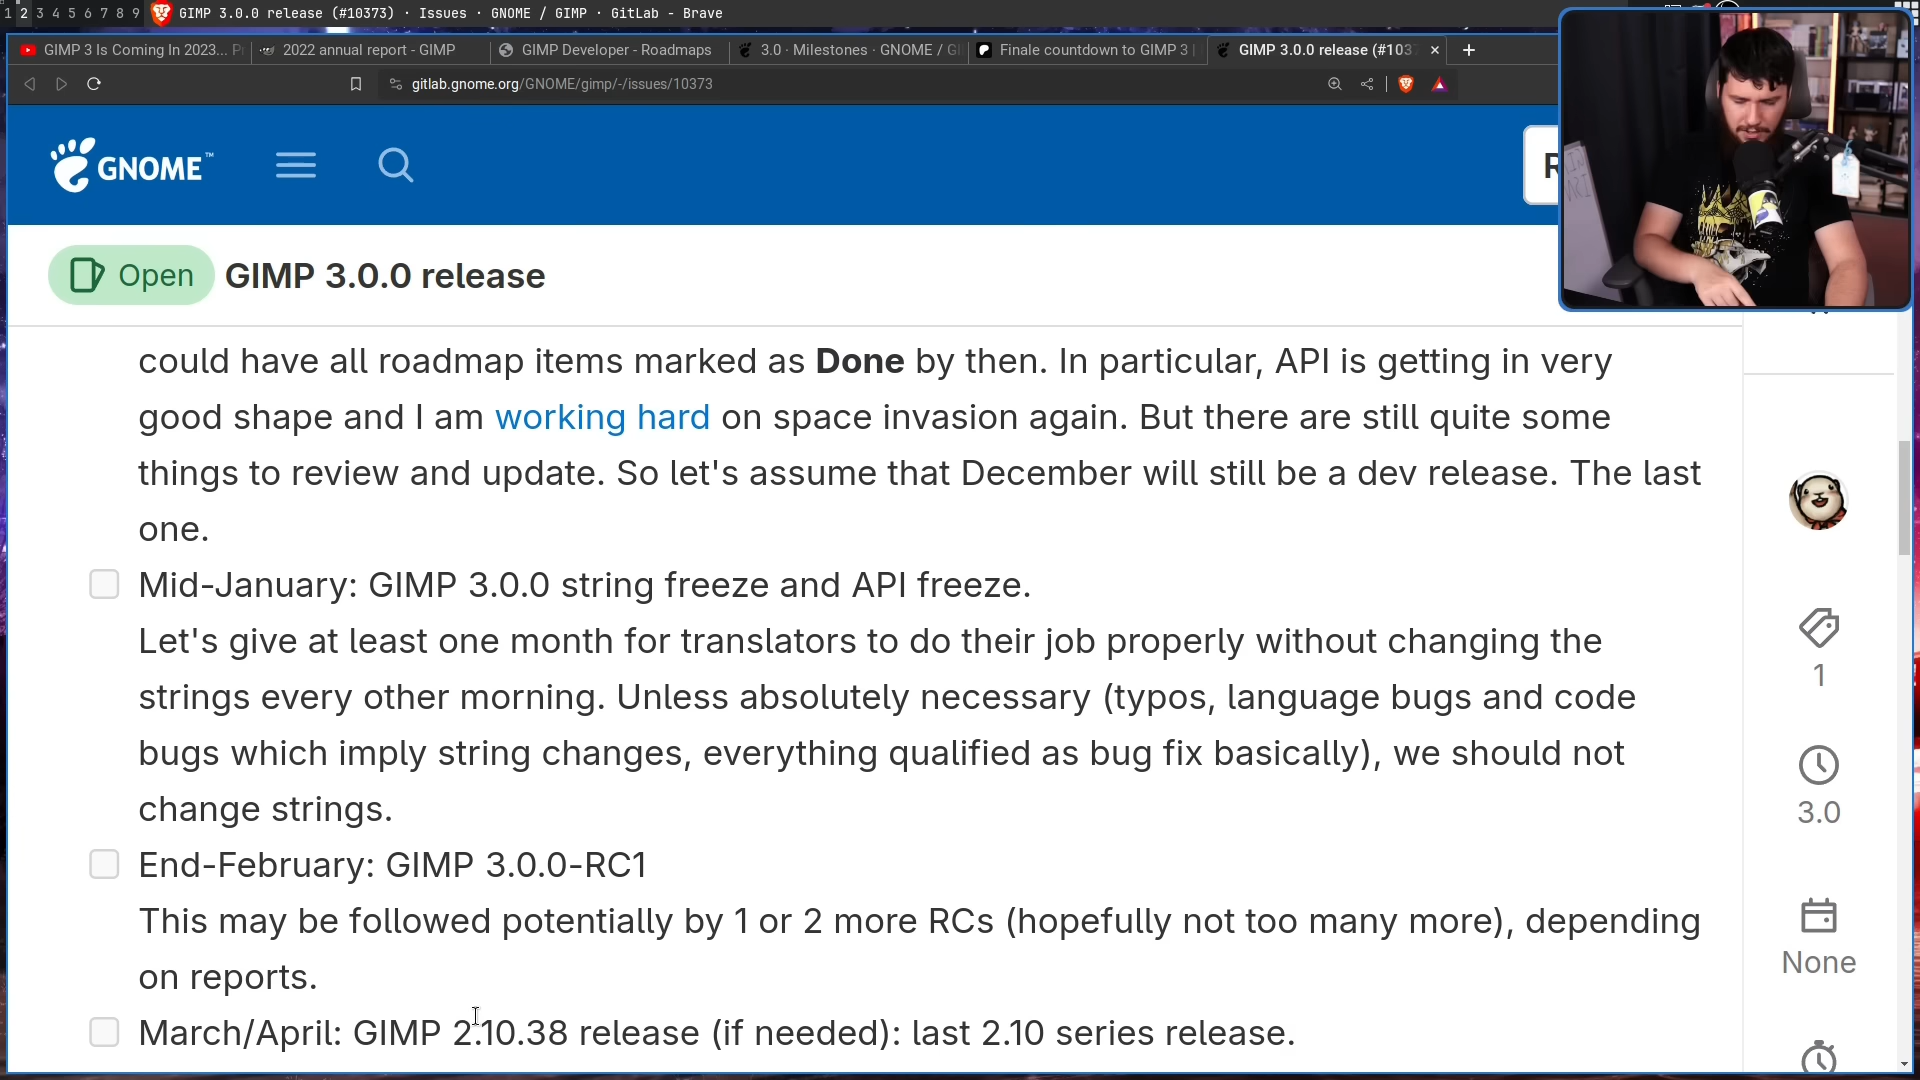 1 2 3 4 5 6 7 8 9 GIMP 3.0.0 release (#10373) · Issues · GNOME / GIMP · GitLab - Brave
GIMP 3 Is Coming In 2023... P
2022 annual report - GIMP
GIMP Developer - Roadmaps
3.0 · Milestones · GNOME / GI
Finale countdown to GIMP 3 |
GIMP 3.0.0 release (#1037
gitlab.gnome.org/GNOME/gimp/-/issues/10373
GNOME™
R
Open GIMP 3.0.0 release
could have all roadmap items marked as Done by then. In particular, API is getting in very
good shape and I am working hard on space invasion again. But there are still quite some
things to review and update. So let's assume that December will still be a dev release. The last
one.
Mid-January: GIMP 3.0.0 string freeze and API freeze.
Let's give at least one month for translators to do their job properly without changing the
strings every other morning. Unless absolutely necessary (typos, language bugs and code
bugs which imply string changes, everything qualified as bug fix basically), we should not
change strings.
End-February: GIMP 3.0.0-RC1
This may be followed potentially by 1 or 2 more RCs (hopefully not too many more), depending
on reports.
March/April: GIMP 2.10.38 release (if needed): last 2.10 series release.
1
3.0
None